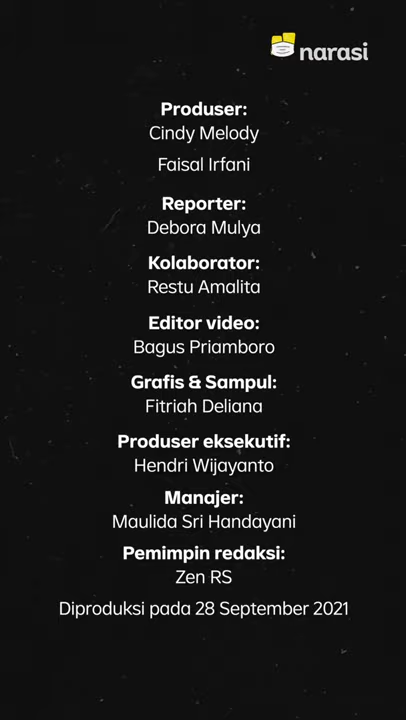 narasi
Produser:
Cindy Melody
Faisal Irfani
Reporter:
Debora Mulya
Kolaborator:
Restu Amalita
Editor video:
Bagus Priamboro
Grafis & Sampul:
Fitriah Deliana
Produser eksekutif:
Hendri Wijayanto
Manajer:
Maulida Sri Handayani
Pemimpin redaksi:
Zen RS
Diproduksi pada 28 September 2021